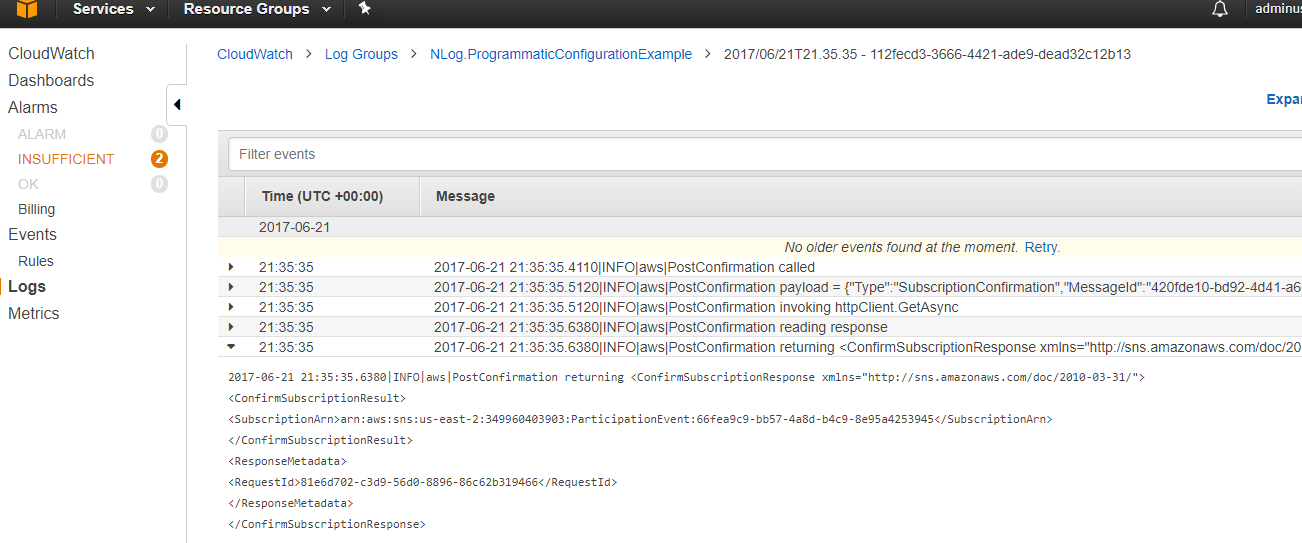 Services Resource Groups adminus
CloudWatch
Dashboards
Alarms
ALARM 0
INSUFFICIENT 2
OK 0
Billing
Events
Rules
Logs
Metrics
CloudWatch Log Groups NLog.ProgrammaticConfigurationExample 2017/06/21T21.35.35 - 112fecd3-3666-4421-ade9-dead32c12b13
Expan
Filter events
Time (UTC +00:00) Message
2017-06-21
No older events found at the moment. Retry.
21:35:35 2017-06-21 21:35:35.4110|INFO|aws|PostConfirmation called
21:35:35 2017-06-21 21:35:35.5120|INFO|aws|PostConfirmation payload = {"Type":"SubscriptionConfirmation","MessageId":"420fde10-bd92-4d41-a6
21:35:35 2017-06-21 21:35:35.5120|INFO|aws|PostConfirmation invoking httpClient.GetAsync
21:35:35 2017-06-21 21:35:35.6380|INFO|aws|PostConfirmation reading response
21:35:35 2017-06-21 21:35:35.6380|INFO|aws|PostConfirmation returning <ConfirmSubscriptionResponse xmlns="http://sns.amazonaws.com/doc/20
2017-06-21 21:35:35.6380|INFO|aws|PostConfirmation returning <ConfirmSubscriptionResponse xmlns="http://sns.amazonaws.com/doc/2010-03-31/">
<ConfirmSubscriptionResult>
<SubscriptionArn>arn:aws:sns:us-east-2:349960403903:ParticipationEvent:66fea9c9-bb57-4a8d-b4c9-8e95a4253945</SubscriptionArn>
</ConfirmSubscriptionResult>
<ResponseMetadata>
<RequestId>81e6d702-c3d9-56d0-8896-86c62b319466</RequestId>
</ResponseMetadata>
</ConfirmSubscriptionResponse>